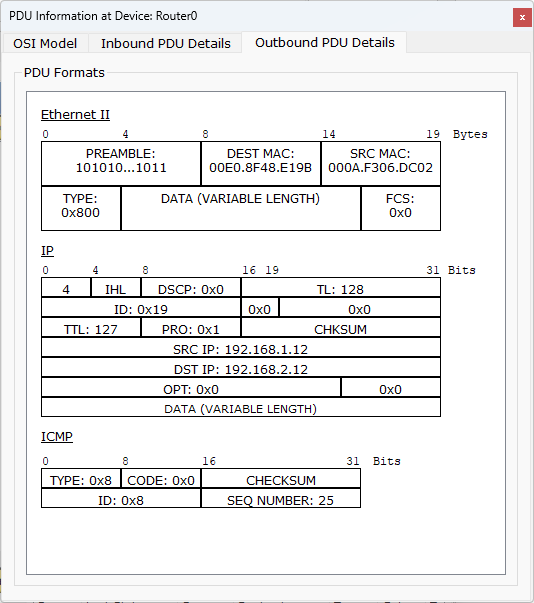 PDU Information at Device: Router0
x
OSI Model Inbound PDU Details Outbound PDU Details
PDU Formats
Ethernet II
0 4 8 14 19 Bytes
PREAMBLE: DEST MAC: SRC MAC:
101010...1011 00E0.8F48.E19B 000A.F306.DC02
TYPE: DATA (VARIABLE LENGTH) FCS:
0x800 0x0
IP
0 4 8 16 19 31 Bits
4 IHL DSCP: 0x0 TL: 128
ID: 0x19 0x0 0x0
TTL: 127 PRO: 0x1 CHKSUM
SRC IP: 192.168.1.12
DST IP: 192.168.2.12
OPT: 0x0 0x0
DATA (VARIABLE LENGTH)
ICMP
0 8 16 31 Bits
TYPE: 0x8 CODE: 0x0 CHECKSUM
ID: 0x8 SEQ NUMBER: 25